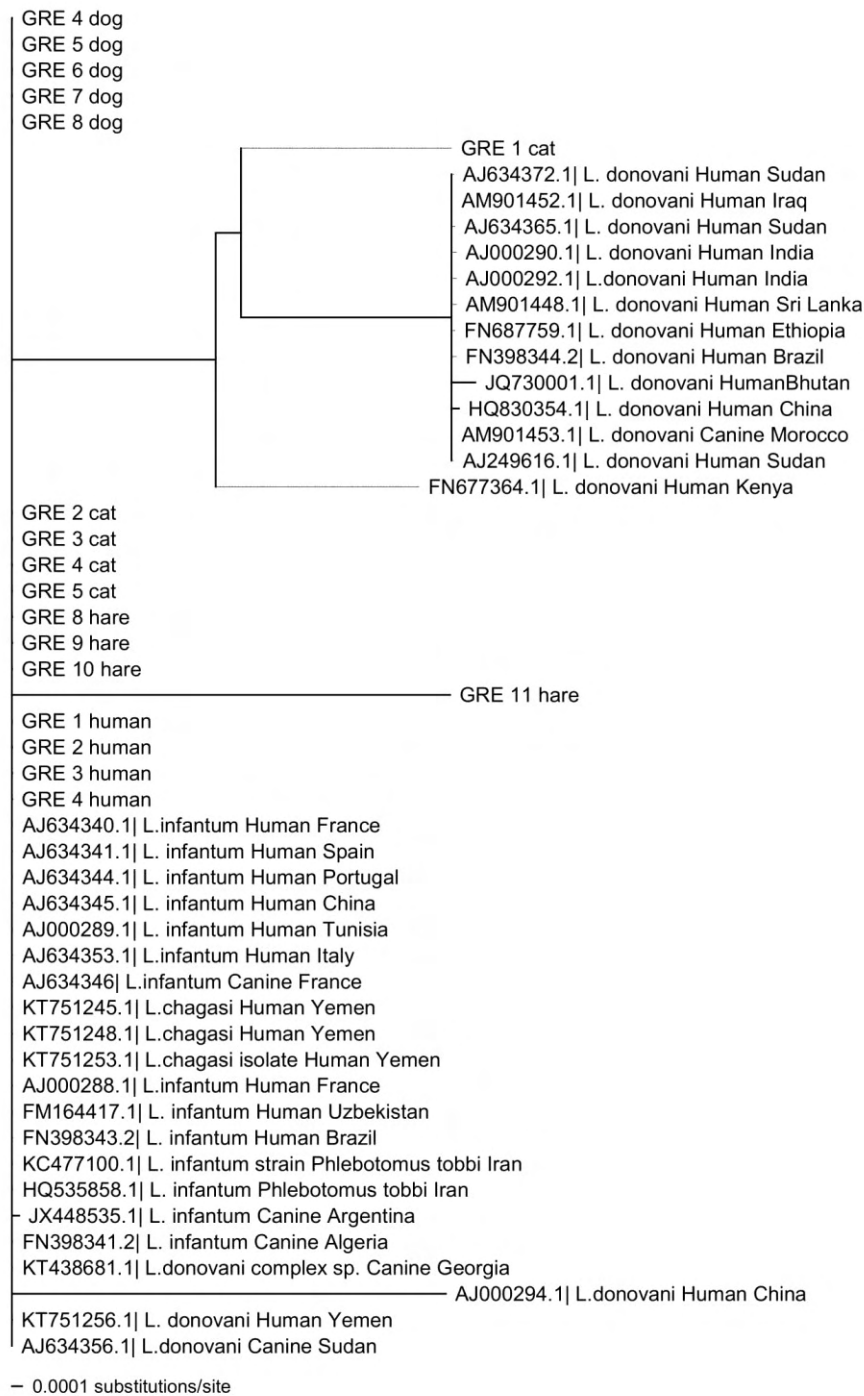 GRE 4 dog
GRE 5 dog
GRE 6 dog
GRE 7 dog
GRE 8 dog
GRE 1 cat
AJ634372.1| L. donovani Human Sudan
AM901452.1| L. donovani Human Iraq
AJ634365.1| L. donovani Human Sudan
AJ000290.1| L. donovani Human India
AJ000292.1| L.donovani Human India
AM901448.1| L. donovani Human Sri Lanka
FN687759.1| L. donovani Human Ethiopia
FN398344.2| L. donovani Human Brazil
JQ730001.1| L. donovani HumanBhutan
HQ830354.1| L. donovani Human China
AM901453.1| L. donovani Canine Morocco
AJ249616.1| L. donovani Human Sudan
FN677364.1| L. donovani Human Kenya
GRE 2 cat
GRE 3 cat
GRE 4 cat
GRE 5 cat
GRE 8 hare
GRE 9 hare
GRE 10 hare
GRE 11 hare
GRE 1 human
GRE 2 human
GRE 3 human
GRE 4 human
AJ634340.1| L.infantum Human France
AJ634341.1| L. infantum Human Spain
AJ634344.1| L. infantum Human Portugal
AJ634345.1| L. infantum Human China
AJ000289.1| L. infantum Human Tunisia
AJ634353.1| L.infantum Human Italy
AJ634346| L.infantum Canine France
KT751245.1| L.chagasi Human Yemen
KT751248.1| L.chagasi Human Yemen
KT751253.1| L.chagasi isolate Human Yemen
AJ000288.1| L.infantum Human France
FM164417.1| L. infantum Human Uzbekistan
FN398343.2| L. infantum Human Brazil
KC477100.1| L. infantum strain Phlebotomus tobbi Iran
HQ535858.1| L. infantum Phlebotomus tobbi Iran
JX448535.1| L. infantum Canine Argentina
FN398341.2| L. infantum Canine Algeria
KT438681.1| L.donovani complex sp. Canine Georgia
AJ000294.1| L.donovani Human China
KT751256.1| L. donovani Human Yemen
AJ634356.1| L.donovani Canine Sudan
0.0001 substitutions/site